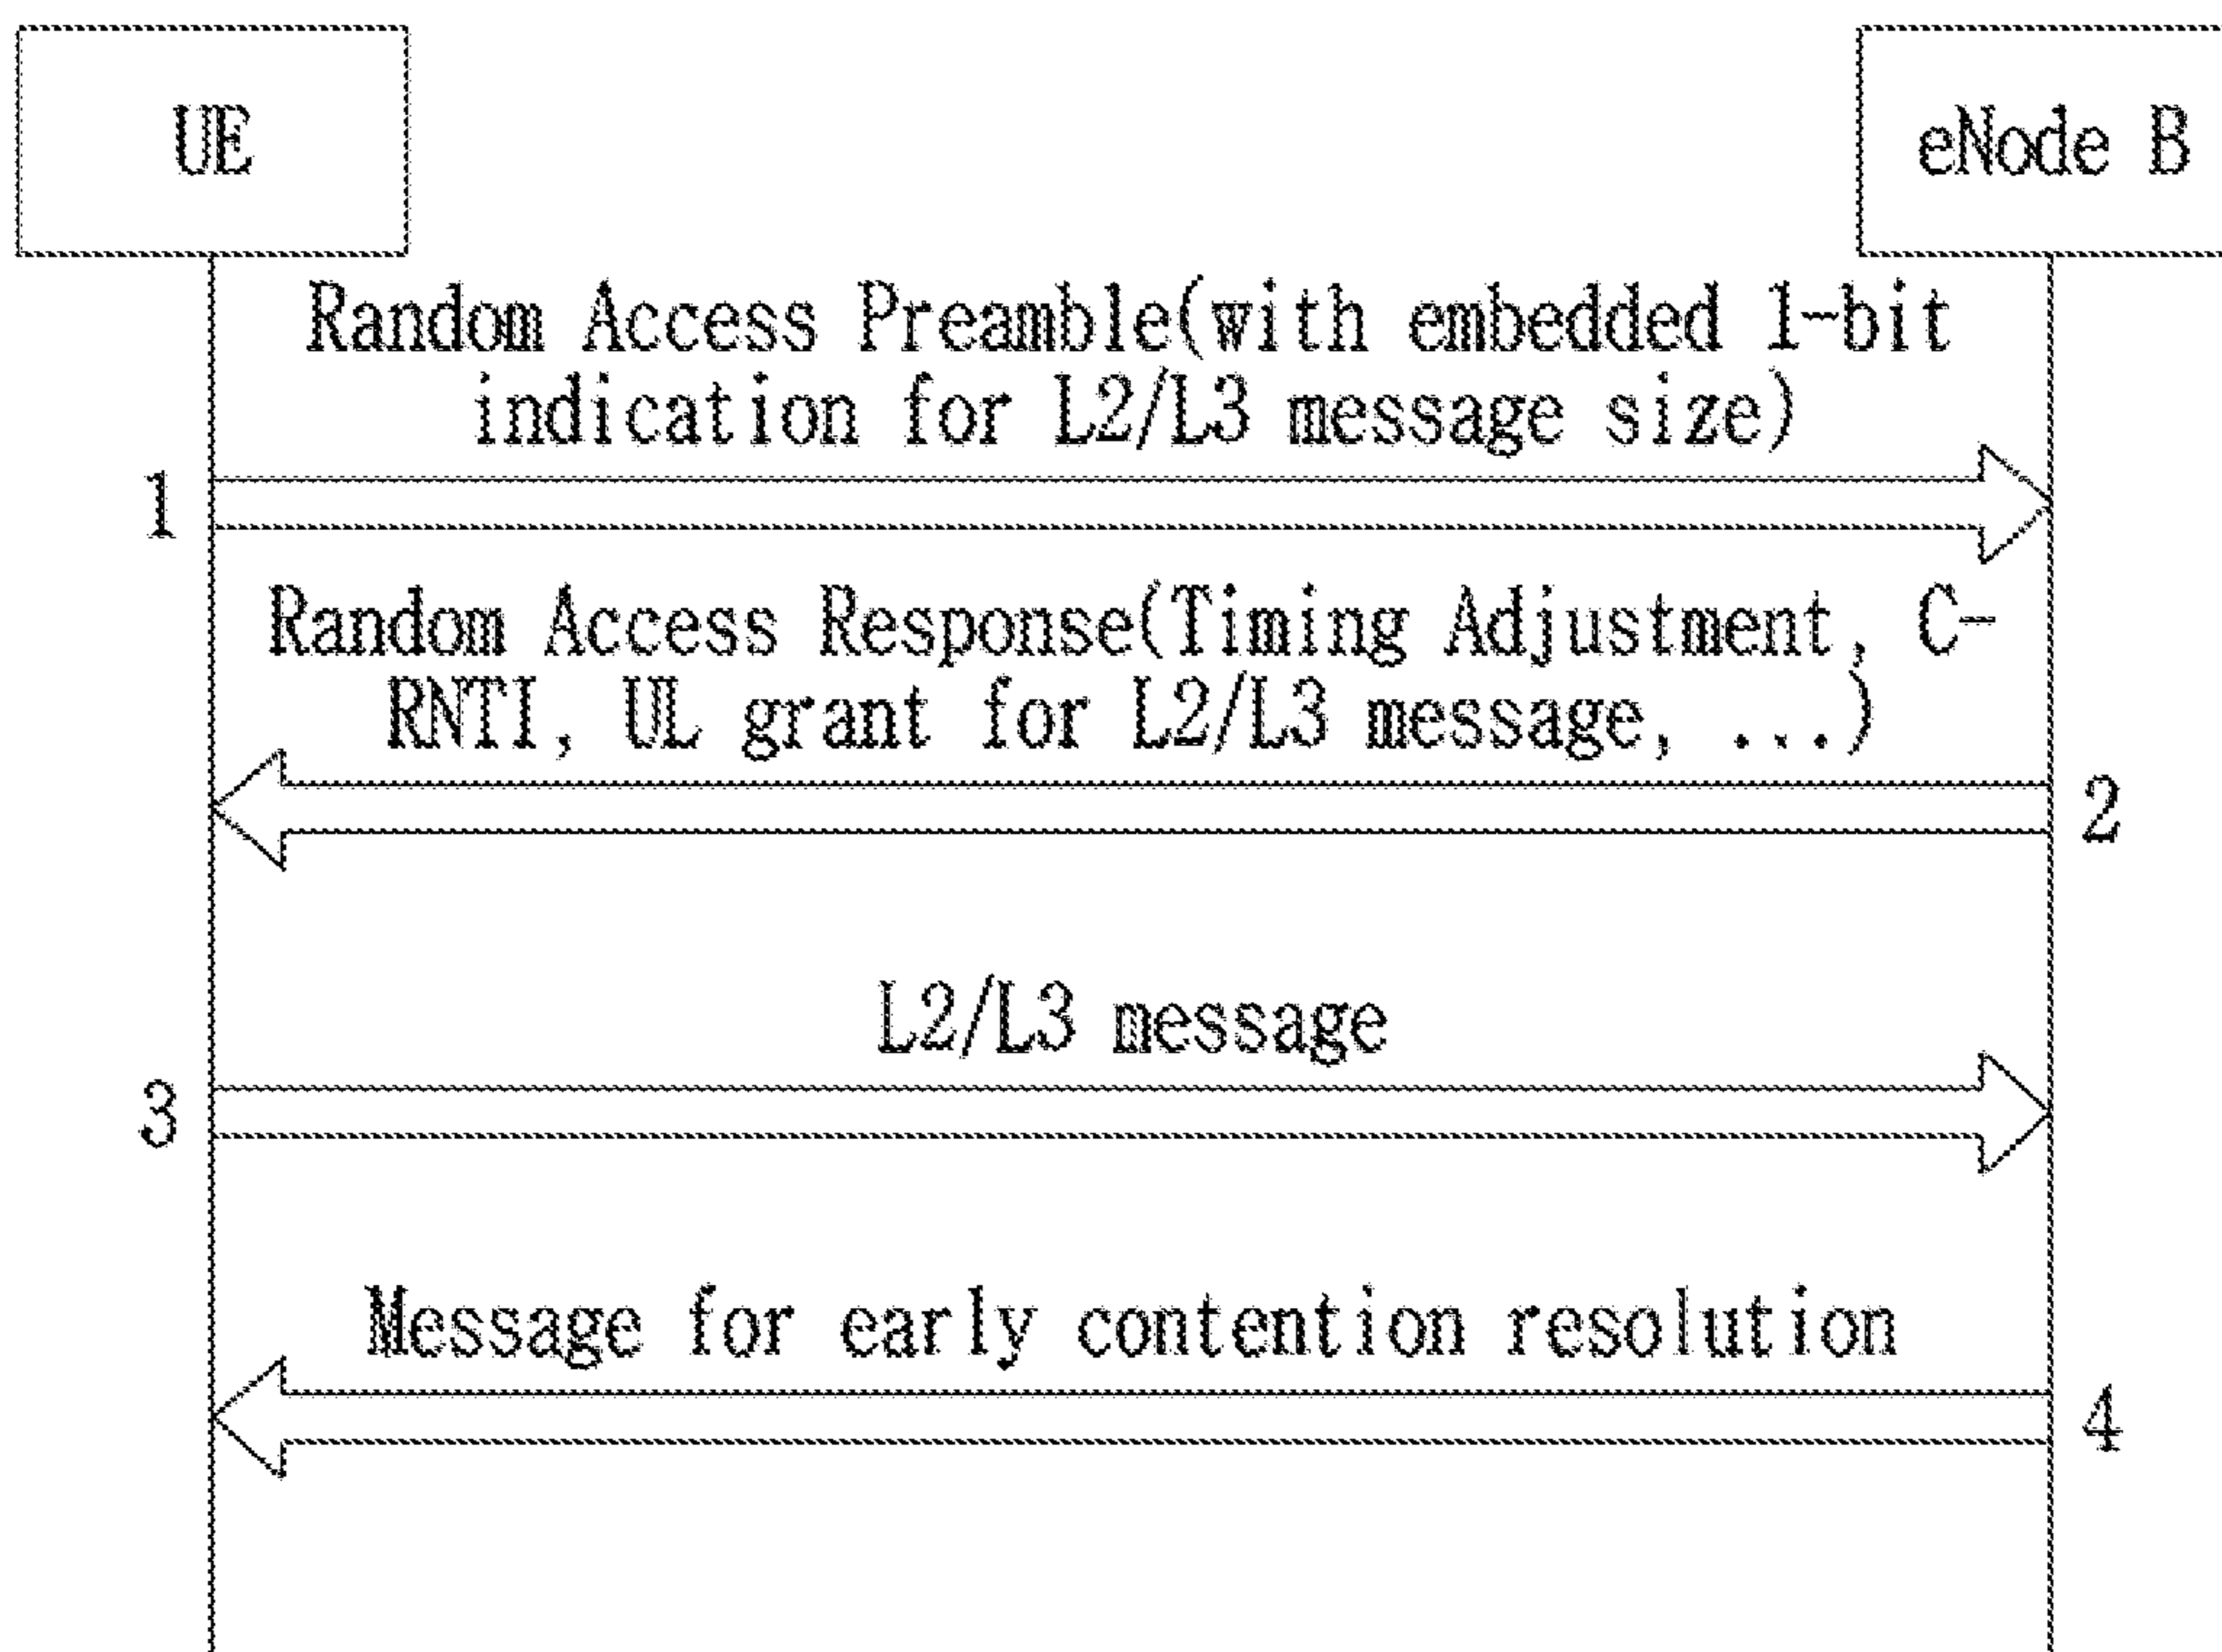 UE
eNode B
Random Access Preamble(with embedded 1-bit
indication for L2/L3 message size)
1
Random Access Response(Timing Adjustment, C-
RNTI, UL grant for L2/L3 message, ...)
2
L2/L3 message
3
Message for early contention resolution
4